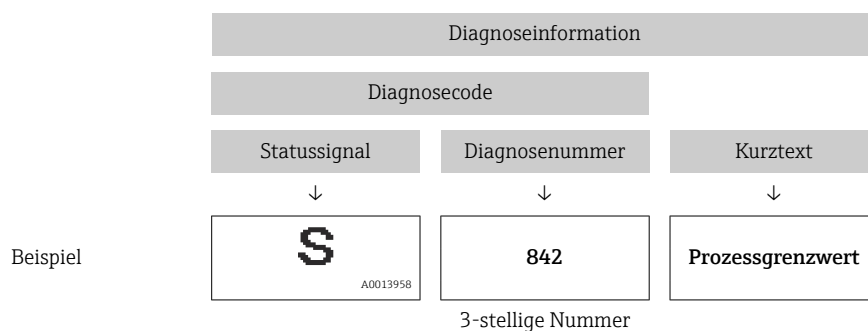 Diagnoseinformation
Diagnosecode
Statussignal Diagnosenummer Kurztext
↓ ↓ ↓
Beispiel S 842 Prozessgrenzwert
A0013958
3-stellige Nummer